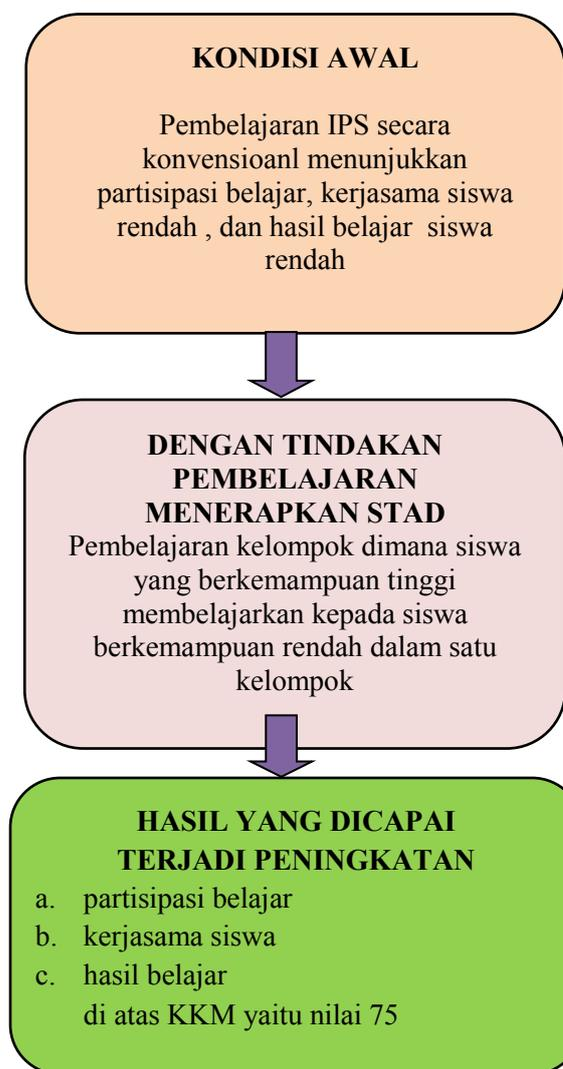 KONDISI AWAL
Pembelajaran IPS secara
konvensioanl menunjukkan
partisipasi belajar, kerjasama siswa
rendah , dan hasil belajar siswa
rendah
DENGAN TINDAKAN
PEMBELAJARAN
MENERAPKAN STAD
Pembelajaran kelompok dimana siswa
yang berkemampuan tinggi
membelajarkan kepada siswa
berkemampuan rendah dalam satu
kelompok
HASIL YANG DICAPAI
TERJADI PENINGKATAN
a. partisipasi belajar
b. kerjasama siswa
c. hasil belajar
di atas KKM yaitu nilai 75